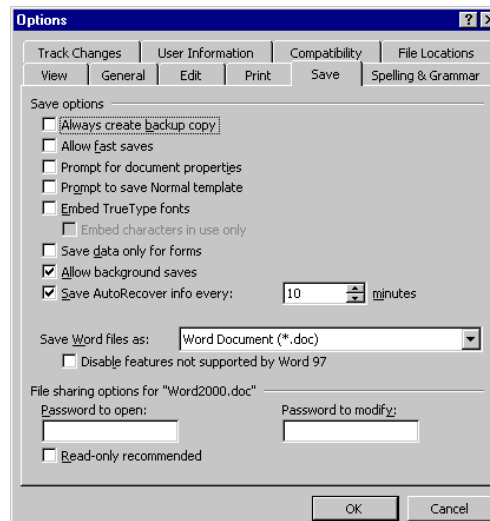 Options
Track Changes User Information Compatibility File Locations
View General Edit Print Save Spelling & Grammar
Save options
Always create backup copy
Allow fast saves
Prompt for document properties
Prompt to save Normal template
Embed TrueType fonts
Embed characters in use only
Save data only for forms
Allow background saves
Save AutoRecover info every: 10 minutes
Save Word files as: Word Document (*.doc)
Disable features not supported by Word 97
File sharing options for "Word2000.doc"
Password to open: Password to modify:
Read-only recommended
OK Cancel